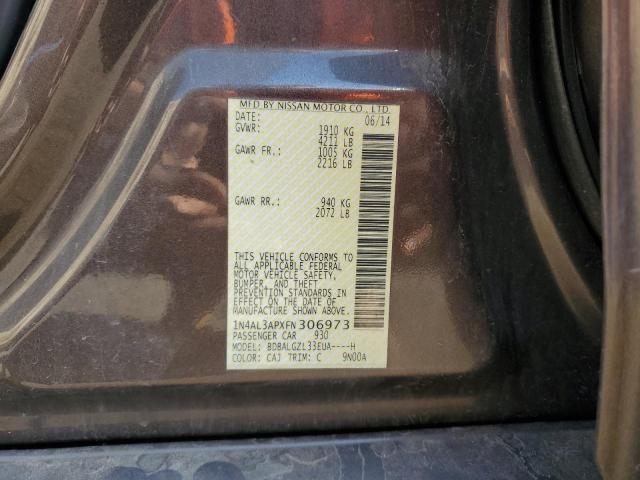 MFD BY NISSAN MOTOR CO., LTD.
DATE: 06/14
GVWR: 1910 KG
4211 LB
GAWR FR.: 1005 KG
2216 LB
GAWR RR.: 940 KG
2072 LB
THIS VEHICLE CONFORMS TO
ALL APPLICABLE FEDERAL
MOTOR VEHICLE SAFETY,
BUMPER, AND THEFT
PREVENTION STANDARDS IN
EFFECT ON THE DATE OF
MANUFACTURE SHOWN ABOVE.
1N4AL3APXFN306973
PASSENGER CAR 930
MODEL: BDBALGZL33EUA----H
COLOR: CAJ TRIM: C 9N00A